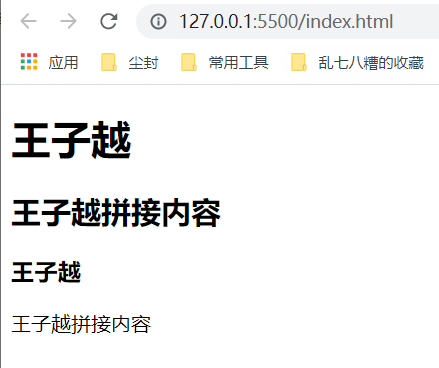 127.0.0.1:5500/index.html
应用 尘封 常用工具 乱七八糟的收藏
王子越
王子越拼接内容
王子越
王子越拼接内容